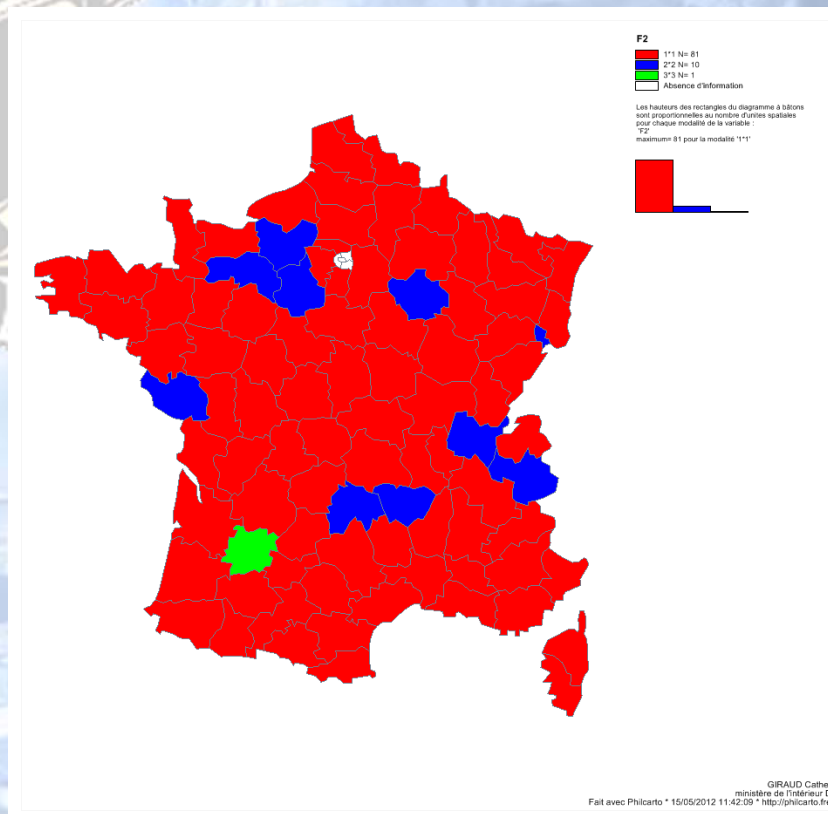 F2
1*1 N= 81
2*2 N= 10
3*3 N= 1
Absence d'information
Les hauteurs des rectangles du diagramme à bâtons
sont proportionnelles au nombre d'unites spatiales
pour chaque modalité de la variable :
'F2'
maximum= 81 pour la modalité '1*1'
GIRAUD Cathe
ministère de l'intérieur D
Fait avec Philcarto * 15/05/2012 11:42:09 * http://philcarto.fre